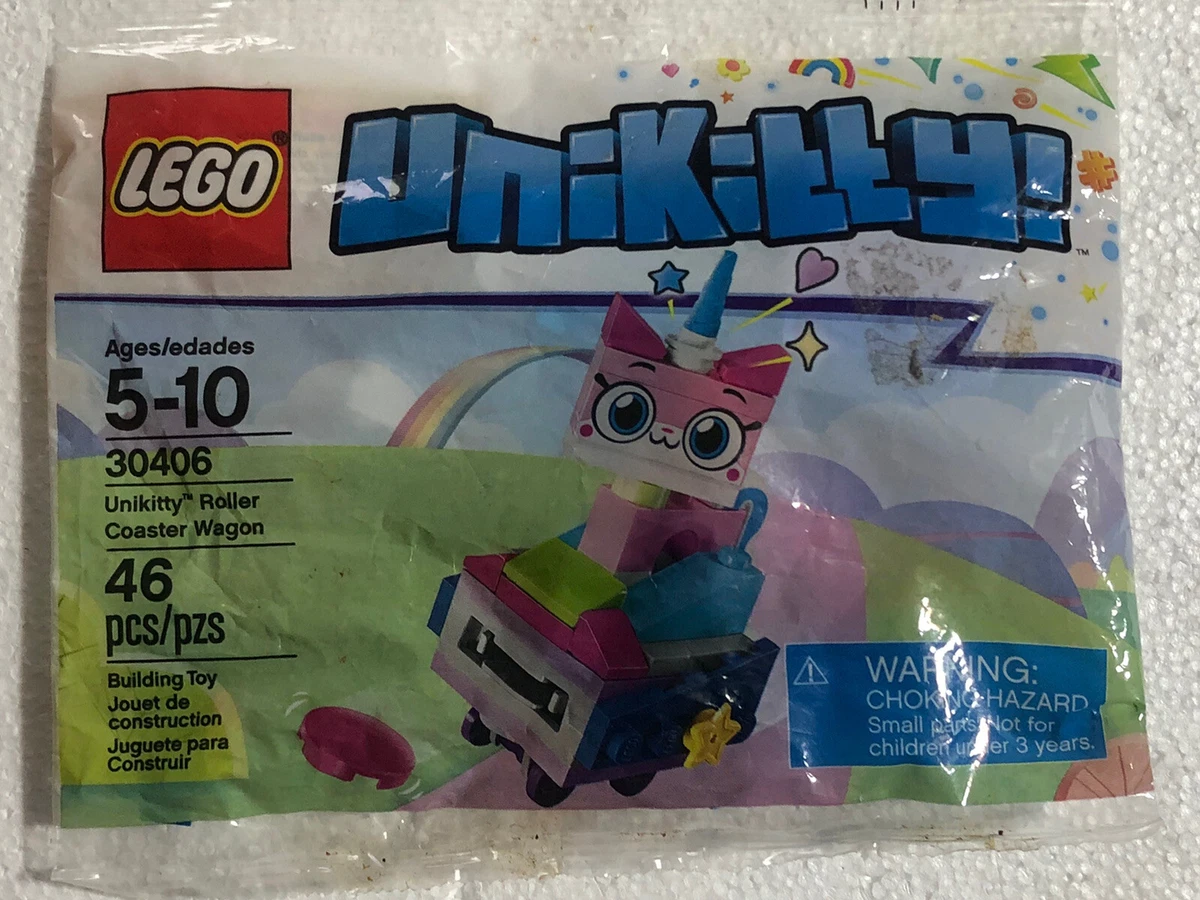 LEGO®
UNiKitty!™
Ages/edades
5-10
30406
Unikitty™ Roller
Coaster Wagon
46
pcs/pzs
Building Toy
Jouet de
construction
Juguete para
Construir
WARNING:
CHOKING HAZARD.
Small parts. Not for
children under 3 years.